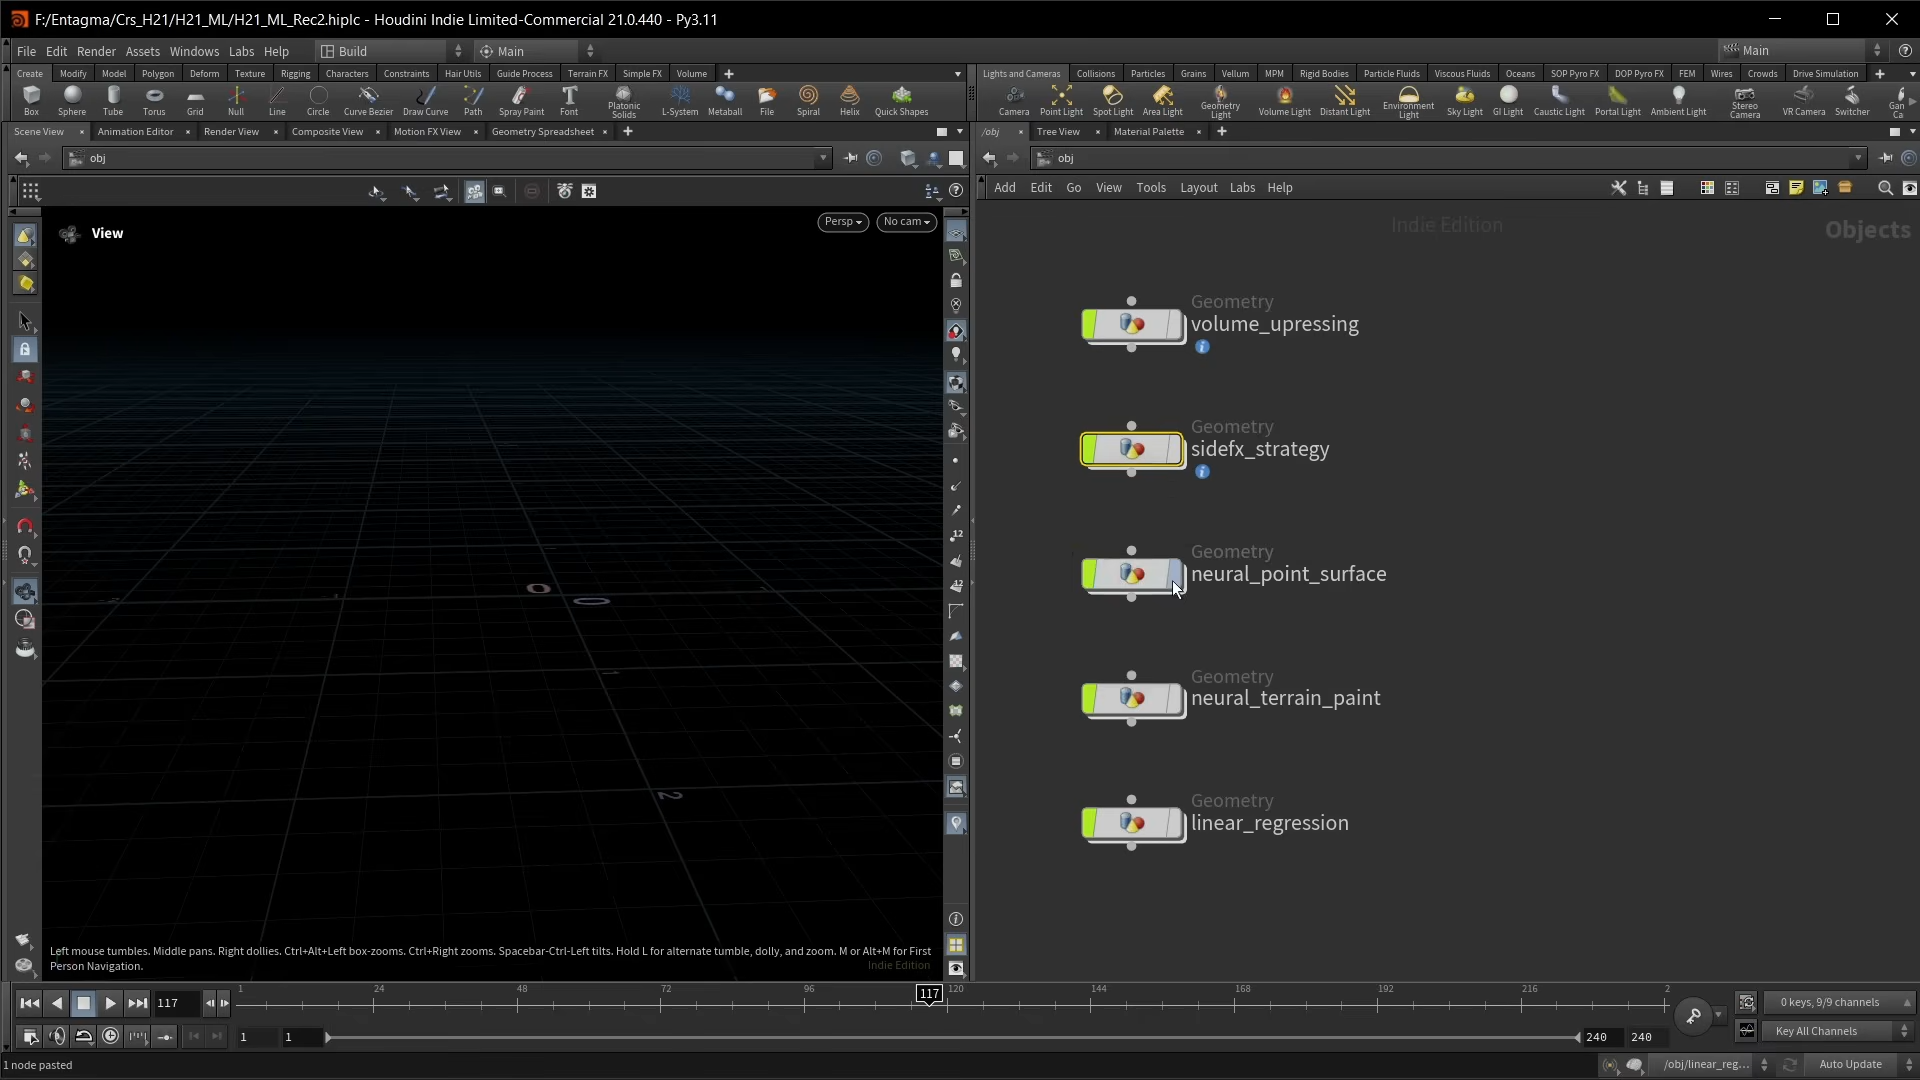 F:/Entagma/Crs_H21/H21_ML/H21_ML_Rec2.hiplc - Houdini Indie Limited-Commercial 21.0.440 - Py3.11
File Edit Render Assets Windows Labs Help Build Main Main
Create Modify Model Polygon Deform Texture Rigging Characters Constraints Hair Utils Guide Process Terrain FX Simple FX Volume
Lights and Cameras Collisions Particles Grains Vellum MPM Rigid Bodies Particle Fluids Viscous Fluids Oceans SOP Pyro FX DOP Pyro FX FEM Wires Crowds Drive Simulation
Box Sphere Tube Torus Grid Null Line Circle Curve Bezier Draw Curve Path Spray Paint Font Platonic Solids L-System Metaball File Spiral Helix Quick Shapes
Camera Point Light Spot Light Area Light Geometry Light Volume Light Distant Light Environment Light Sky Light GI Light Caustic Light Portal Light Ambient Light Stereo Camera VR Camera Switcher Gan Ca
Scene View Animation Editor Render View Composite View Motion FX View Geometry Spreadsheet
/obj Tree View Material Palette
obj
obj
Add Edit Go View Tools Layout Labs Help
View
Persp No cam
Indie Edition
Objects
Geometry
volume_upressing
Geometry
sidefx_strategy
Geometry
neural_point_surface
Geometry
neural_terrain_paint
Geometry
linear_regression
12
12
0
0
2
Left mouse tumbles. Middle pans. Right dollies. Ctrl+Alt+Left box-zooms. Ctrl+Right zooms. Spacebar-Ctrl-Left tilts. Hold L for alternate tumble, dolly, and zoom. M or Alt+M for First
Person Navigation.
Indie Edition
117
1 24 48 72 96 117 120 144 168 192 216 2
0 keys, 9/9 channels
1 1 240 240
Key All Channels
1 node pasted
/obj/linear_reg...
Auto Update